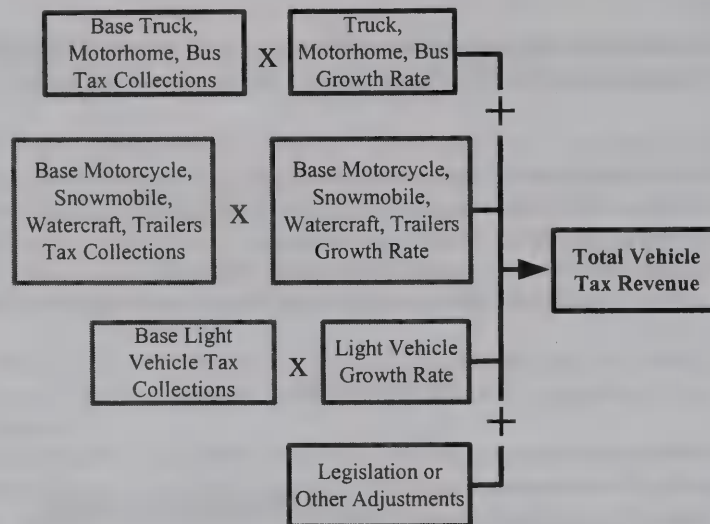 Base Truck,
Motorhome, Bus
Tax Collections
X
Truck,
Motorhome, Bus
Growth Rate
+
Base Motorcycle,
Snowmobile,
Watercraft, Trailers
Tax Collections
X
Base Motorcycle,
Snowmobile,
Watercraft, Trailers
Growth Rate
Total Vehicle
Tax Revenue
Base Light
Vehicle Tax
Collections
X
Light Vehicle
Growth Rate
+
Legislation or
Other Adjustments